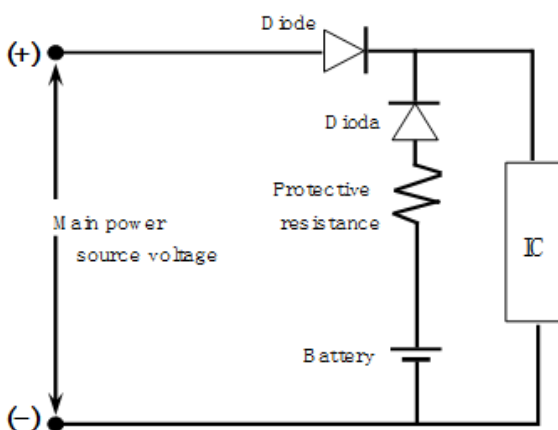 Diode
(+)
Dioda
Protective
resistance
Main power
source voltage
IC
Battery
(−)